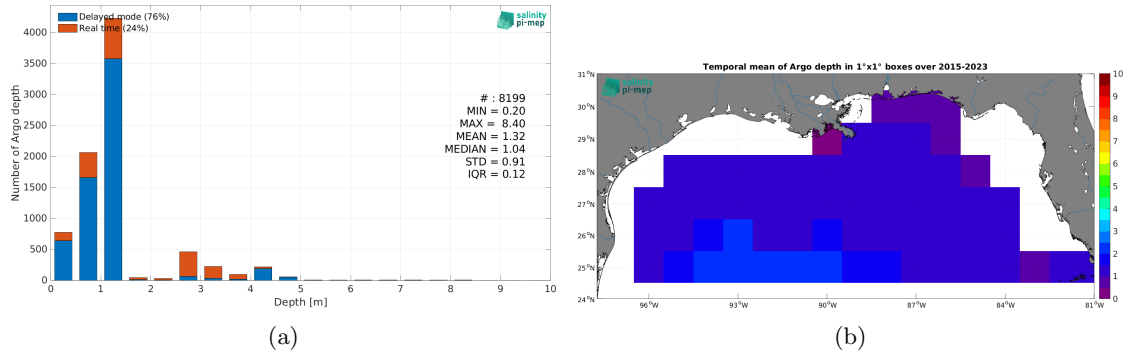 Delayed mode (76%)
Real time (24%)
salinity
pi-mep
4000
3500
3000
2500
2000
1500
1000
500
0
Number of Argo depth
# : 8199
MIN = 0.20
MAX = 8.40
MEAN = 1.32
MEDIAN = 1.04
STD = 0.91
IQR = 0.12
0 1 2 3 4 5 6 7 8 9 10
Depth [m]
(a)
Temporal mean of Argo depth in 1°x1° boxes over 2015-2023
salinity
pi-mep
31°N
30°N
29°N
28°N
27°N
26°N
25°N
24°N
96°W 93°W 90°W 87°W 84°W 81°W
10
9
8
7
6
5
4
3
2
1
0
(b)